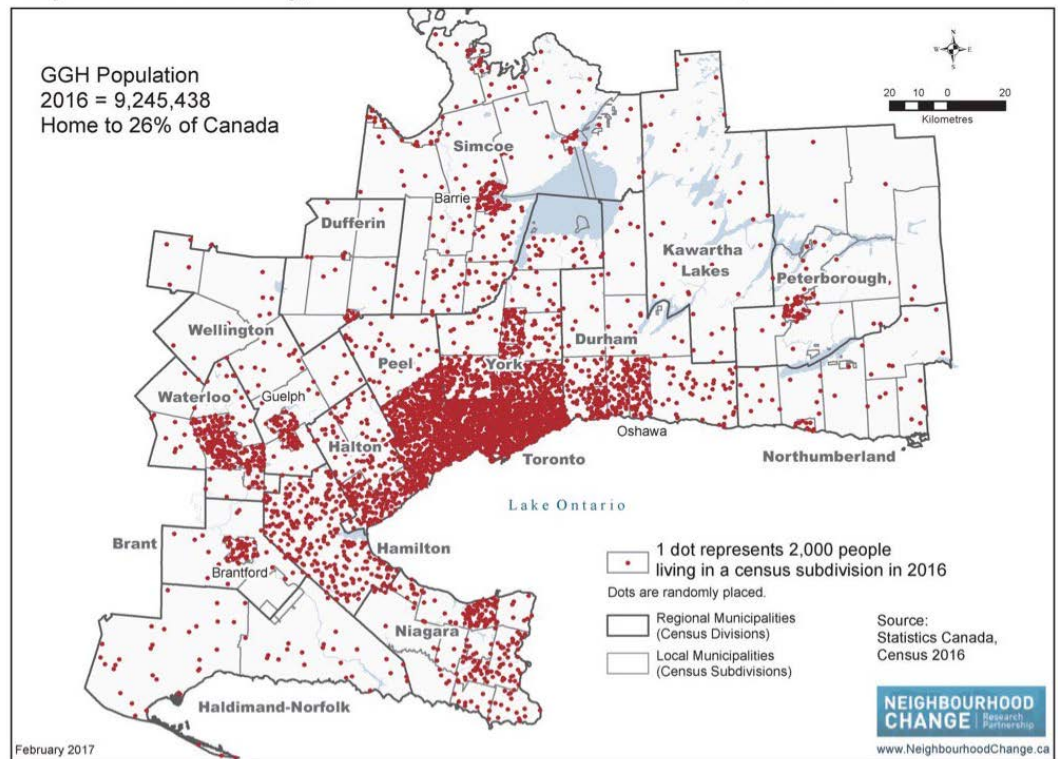 GGH Population
2016 = 9,245,438
Home to 26% of Canada
N
W E
S
20 10 0 20
Kilometres
Simcoe
Barrie
Dufferin
Kawartha
Lakes
Peterborough
Wellington
Durham
Peel
York
Waterloo
Guelph
Halton
Oshawa
Toronto
Northumberland
Lake Ontario
Brant
Hamilton
Brantford
Niagara
Haldimand-Norfolk
1 dot represents 2,000 people
living in a census subdivision in 2016
Dots are randomly placed.
Regional Municipalities
(Census Divisions)
Local Municipalities
(Census Subdivisions)
Source:
Statistics Canada,
Census 2016
NEIGHBOURHOOD
CHANGE Research
Partnership
www.NeighbourhoodChange.ca
February 2017